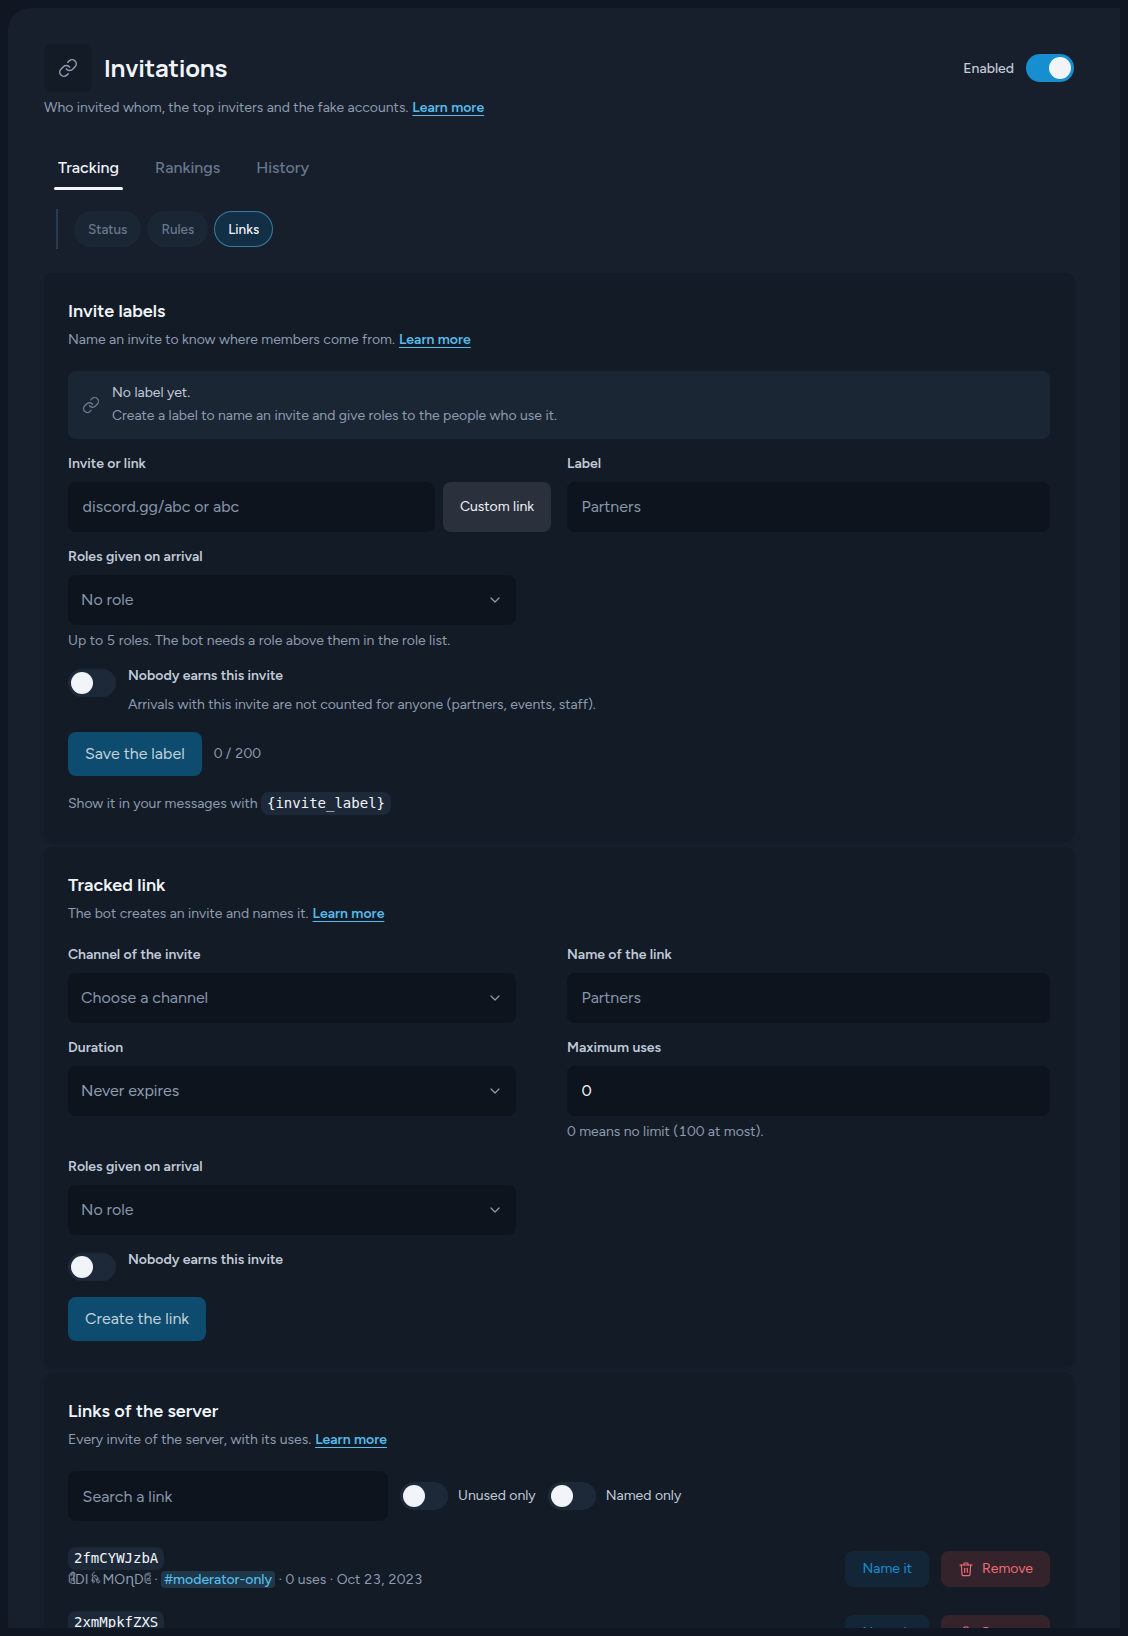 Invitations
Enabled
Who invited whom, the top inviters and the fake accounts. Learn more
Tracking
Rankings
History
Status
Rules
Links
Invite labels
Name an invite to know where members come from. Learn more
No label yet.
Create a label to name an invite and give roles to the people who use it.
Invite or link
Label
discord.gg/abc or abc
Custom link
Partners
Roles given on arrival
No role
Up to 5 roles. The bot needs a role above them in the role list.
Nobody earns this invite
Arrivals with this invite are not counted for anyone (partners, events, staff).
Save the label
0 / 200
Show it in your messages with {invite_label}
Tracked link
The bot creates an invite and names it. Learn more
Channel of the invite
Name of the link
Choose a channel
Partners
Duration
Maximum uses
Never expires
0
0 means no limit (100 at most).
Roles given on arrival
No role
Nobody earns this invite
Create the link
Links of the server
Every invite of the server, with its uses. Learn more
Search a link
Unused only
Named only
2fmCYWJzbA
· #moderator-only · 0 uses · Oct 23, 2023
Name it
Remove
2xmMpkfZXS